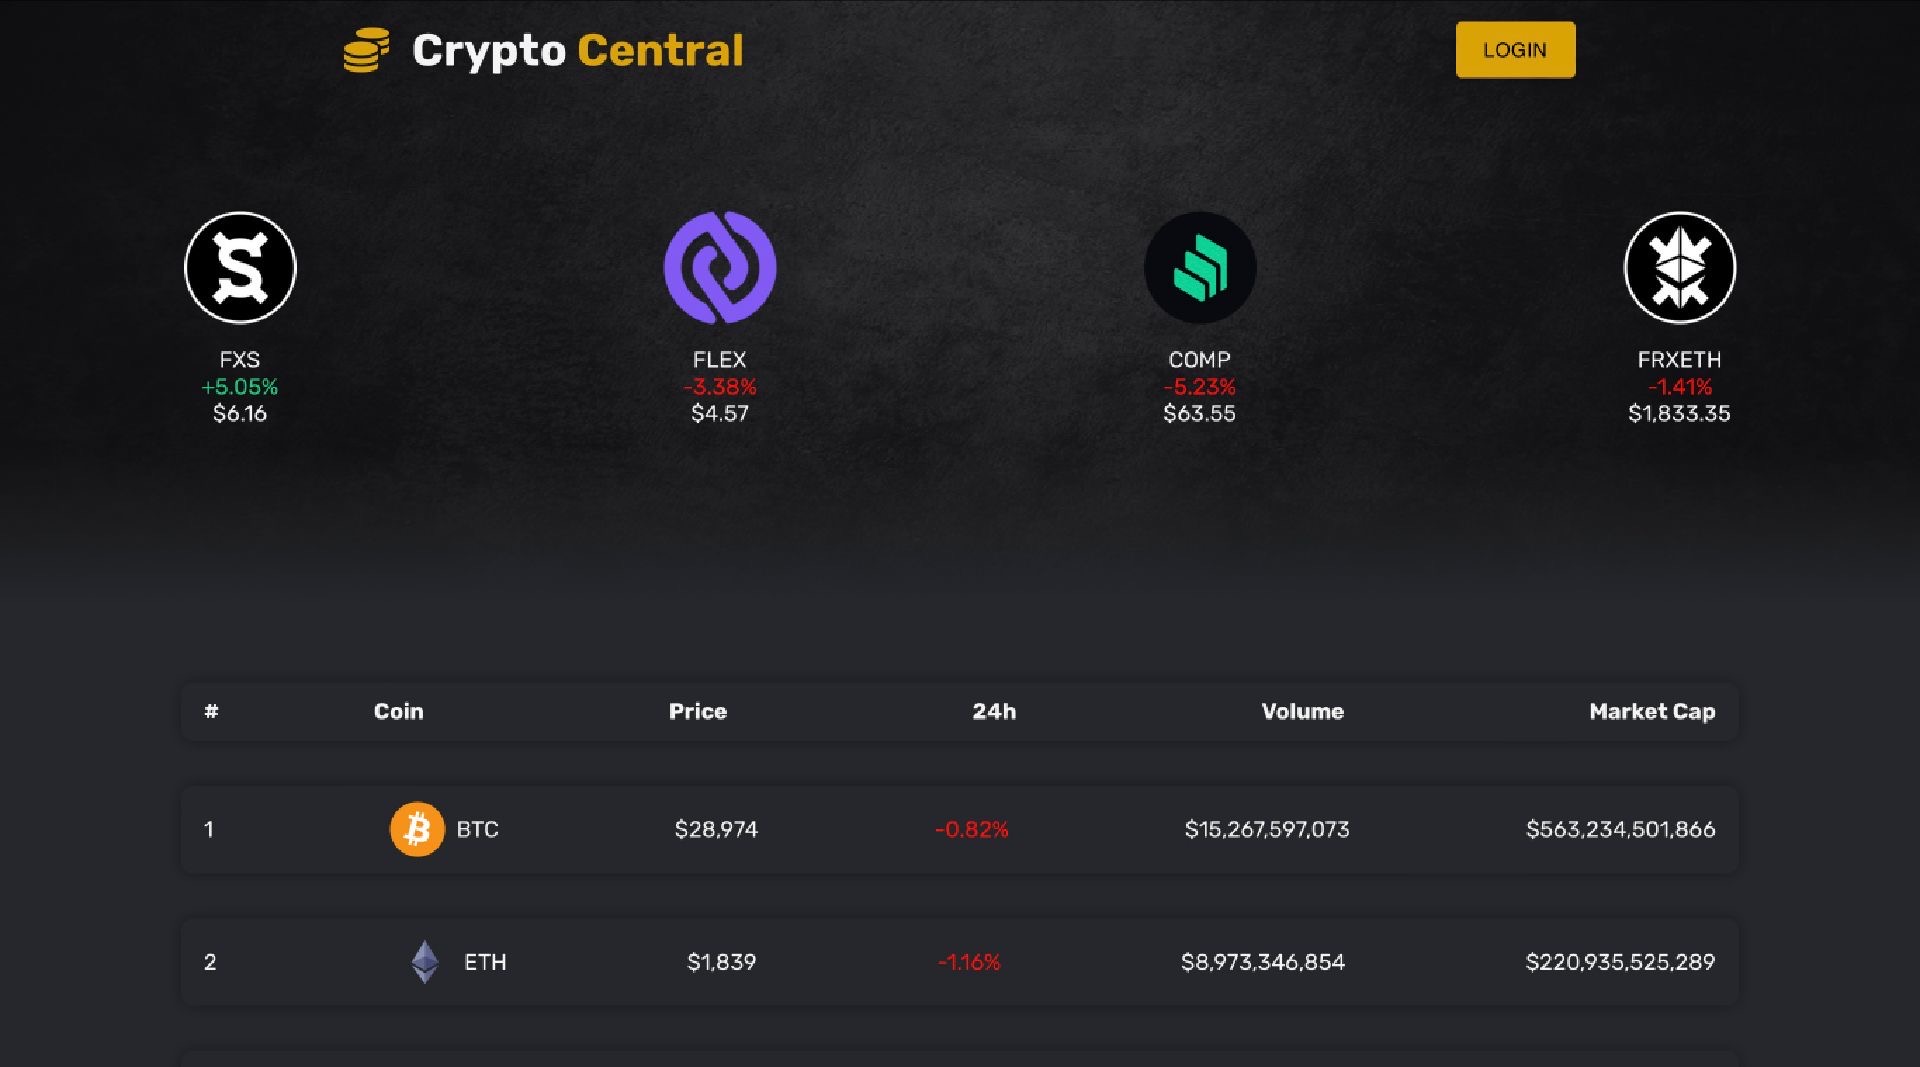 Crypto Central
LOGIN
FXS
+5.05%
$6.16
FLEX
-3.38%
$4.57
COMP
-5.23%
$63.55
FRXETH
-1.41%
$1,833.35
# Coin Price 24h Volume Market Cap
1 BTC $28,974 -0.82% $15,267,597,073 $563,234,501,866
2 ETH $1,839 -1.16% $8,973,346,854 $220,935,525,289